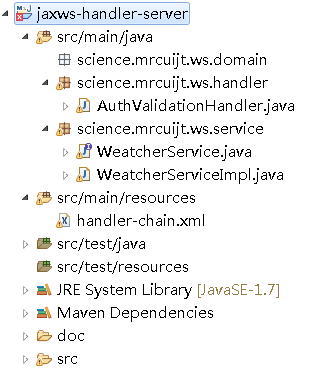 jaxws-handler-server
src/main/java
science.mrcuijt.ws.domain
science.mrcuijt.ws.handler
AuthValidationHandler.java
science.mrcuijt.ws.service
WeatcherService.java
WeatcherServiceImpl.java
src/main/resources
handler-chain.xml
src/test/java
src/test/resources
JRE System Library [JavaSE-1.7]
Maven Dependencies
doc
src